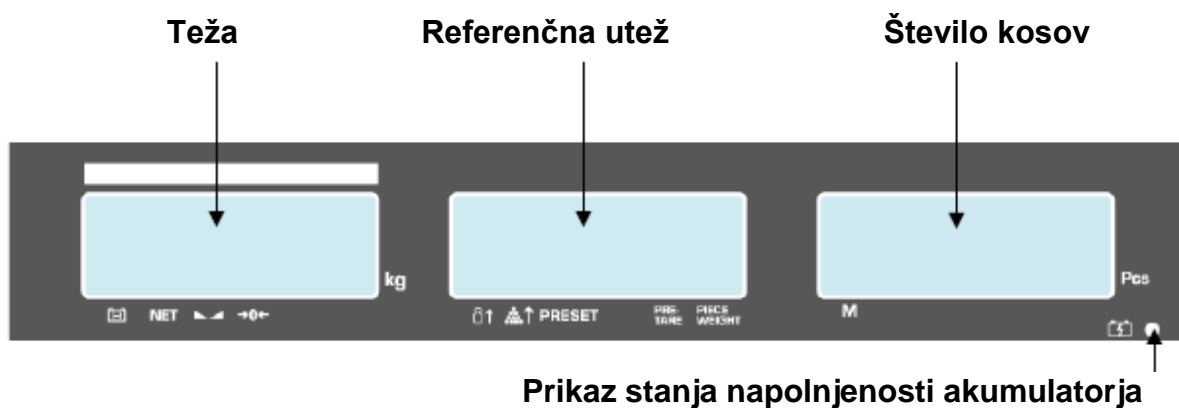 Teža Referenčna utež Število kosov
kg Pcs
NET →0← PRESET PRE- PIECE M
TARE WEIGHT
Prikaz stanja napolnjenosti akumulatorja